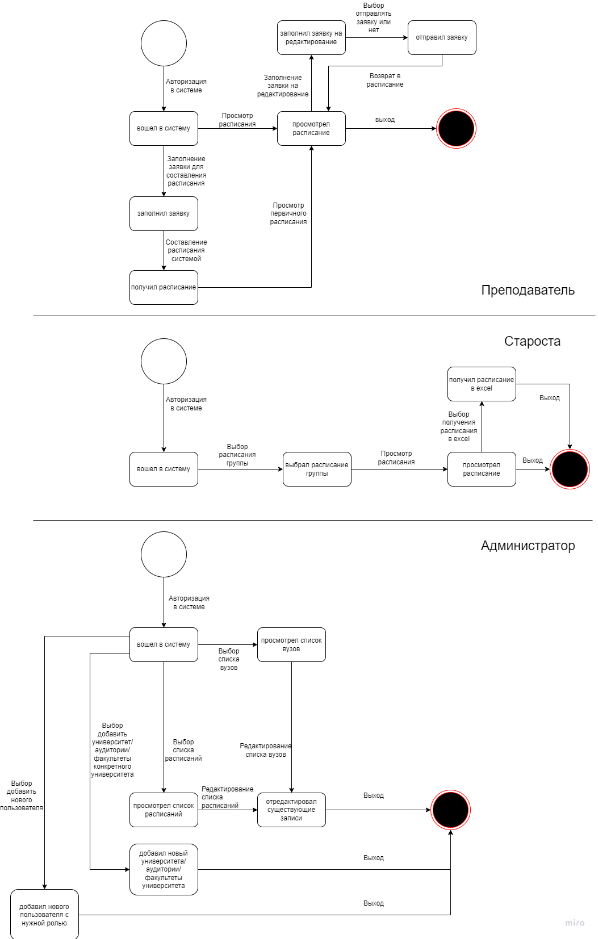 Выбор
отправлять
заявку или
нет
заполнил заявку на
редактирование
отправил заявку
Авторизация
в системе
Заполнение
заявки на
редактирование
Возврат в
расписание
вошел в систему
Просмотр
расписания
просмотрел
расписание
выход
Заполнение
заявки для
составления
расписания
заполнил заявку
Просмотр
первичного
расписания
Составление
расписания
системой
получил расписание
Преподаватель
Староста
получил расписание
в excel
Авторизация
в системе
Выход
Выбор
получения
расписания
в excel
Выбор
расписания
группы
Просмотр
расписания
вошел в систему
выбрал расписание
группы
просмотрел
расписание
Выход
Администратор
Авторизация
в системе
вошел в систему
просмотрел список
вузов
Выбор
списка
вузов
Выбор
добавить
университет/
аудитории/
факультеты
конкретного
университета
Выбор
списка
расписаний
Редактирование
списка вузов
Выбор
добавить
нового
пользователя
просмотрел список
расписаний
Редактирование
списка
расписаний
отредактировал
существующие
записи
Выход
добавил новый
университета/
аудитории/
факультеты
университета
Выход
добавил нового
пользователя с
нужной ролью
Выход
miro